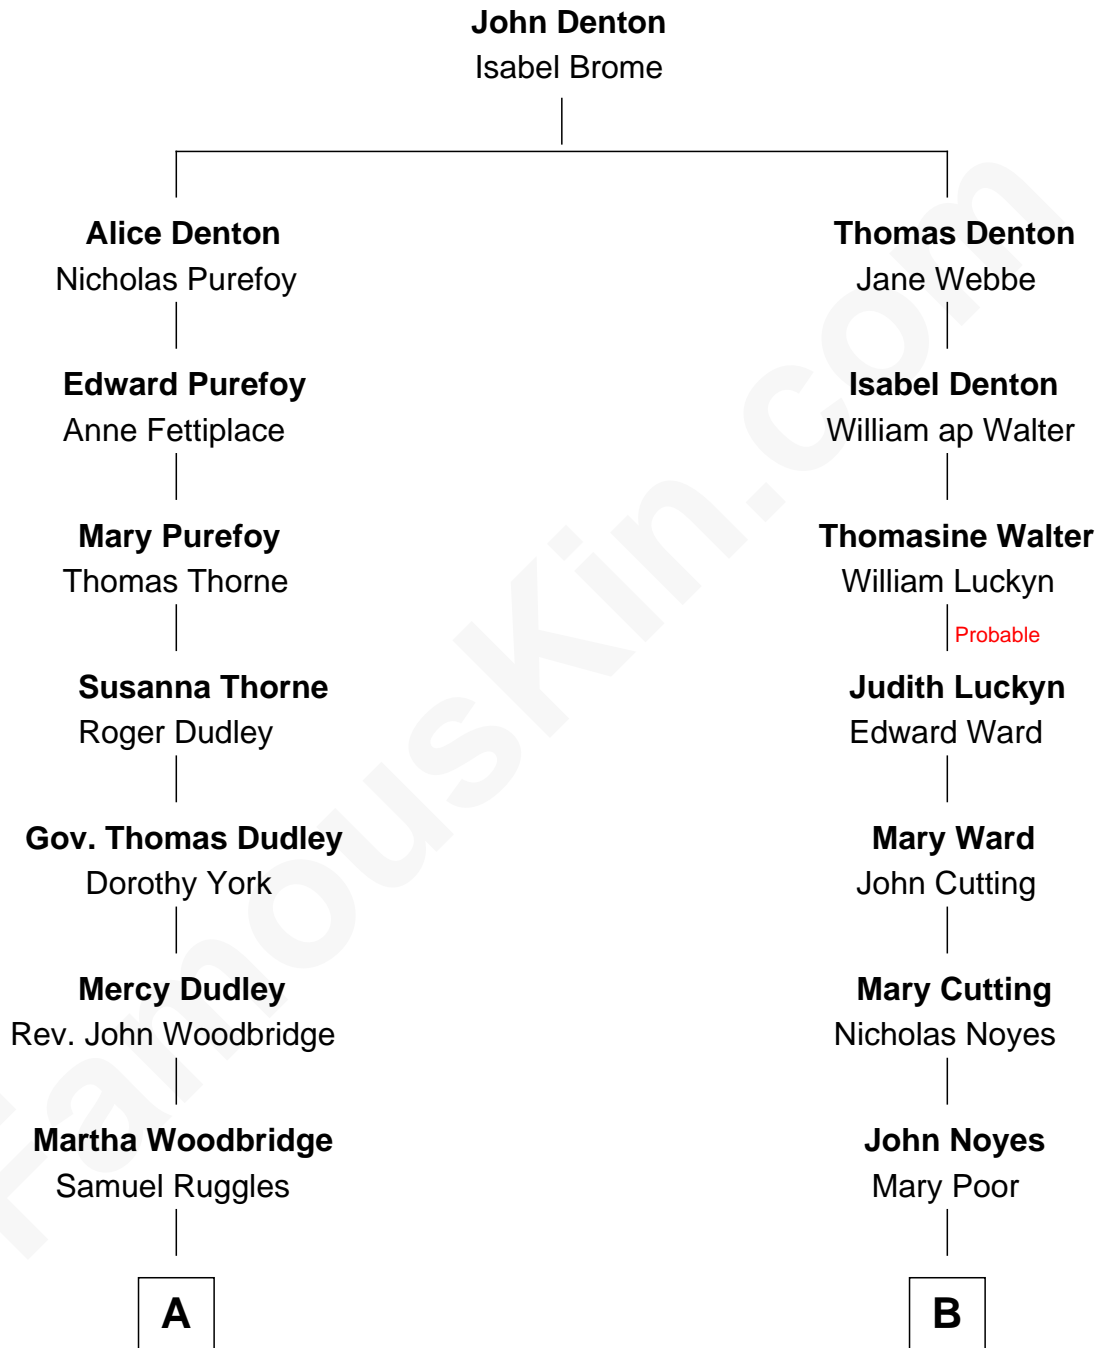 John Denton
Isabel Brome
Alice Denton
Nicholas Purefoy
Thomas Denton
Jane Webbe
Edward Purefoy
Anne Fettiplace
Isabel Denton
William ap Walter
Mary Purefoy
Thomas Thorne
Thomasine Walter
William Luckyn
Probable
Susanna Thorne
Roger Dudley
Judith Luckyn
Edward Ward
Gov. Thomas Dudley
Dorothy York
Mary Ward
John Cutting
Mercy Dudley
Rev. John Woodbridge
Mary Cutting
Nicholas Noyes
Martha Woodbridge
Samuel Ruggles
John Noyes
Mary Poor
A
B
FamousKin.com